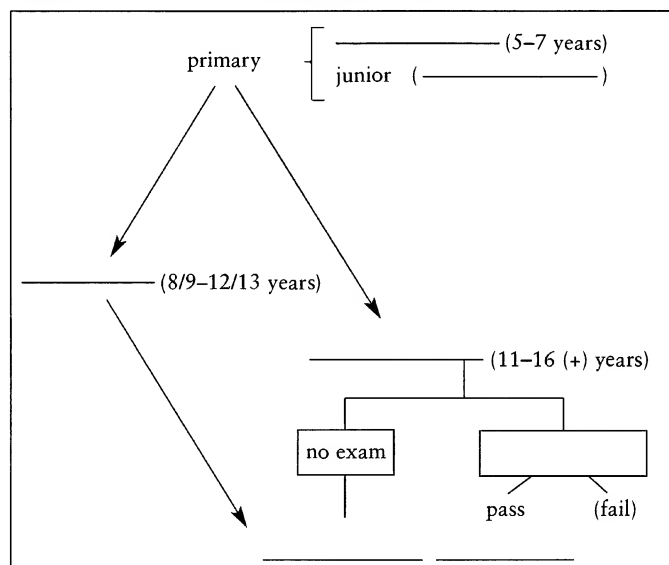 (5–7 years)
primary
junior ( )
(8/9–12/13 years)
(11–16 (+) years)
no exam
pass (fail)